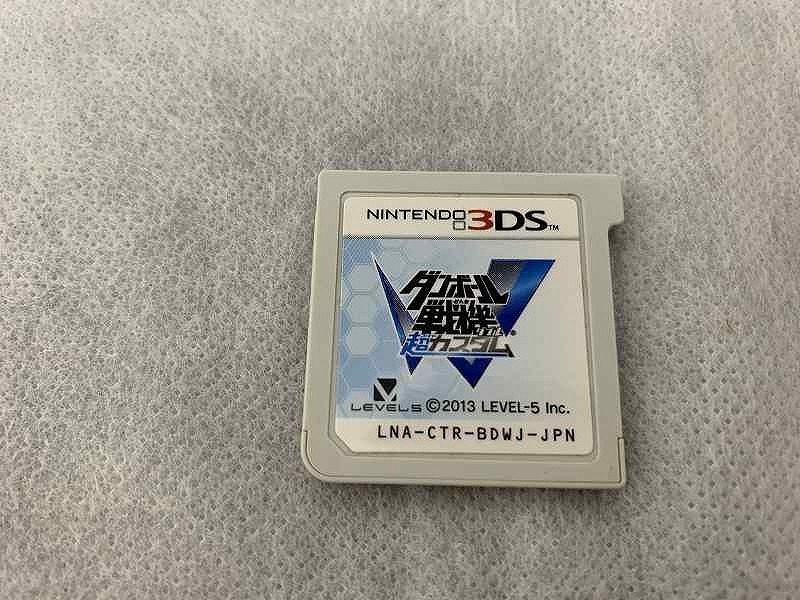 NINTENDO 3DS™
ダンボール
戦機
超カスタム
LEVEL5 ©2013 LEVEL-5 Inc.
LNA-CTR-BDWJ-JPN